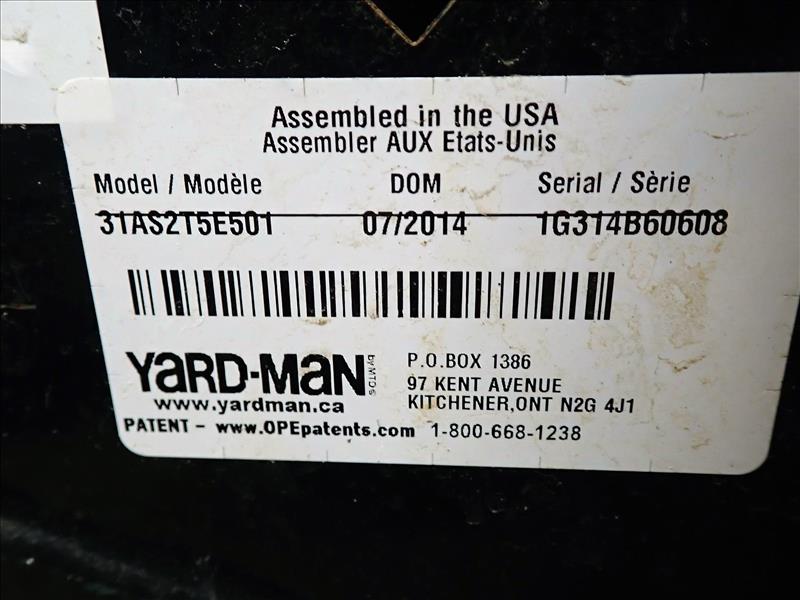 Assembled in the USA
Assembler AUX Etats-Unis
Model / Modèle DOM Serial / Sèrie
31AS2T5E501 07/2014 1G314B60608
YARD-MAN by MTD®
www.yardman.ca
P.O.BOX 1386
97 KENT AVENUE
KITCHENER,ONT N2G 4J1
PATENT - www.OPEpatents.com 1-800-668-1238